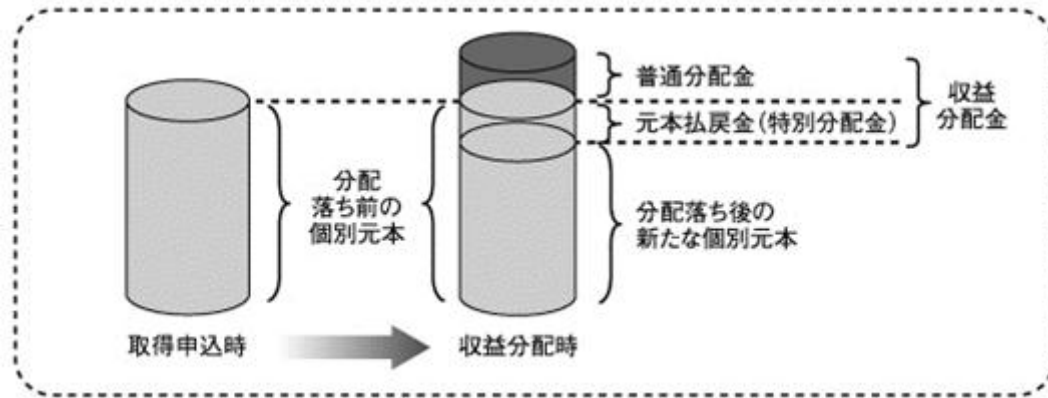 普通分配金
収益
分配金
元本払戻金(特別分配金)
分配
落ち前の
個別元本
分配落ち後の
新たな個別元本
取得申込時
収益分配時